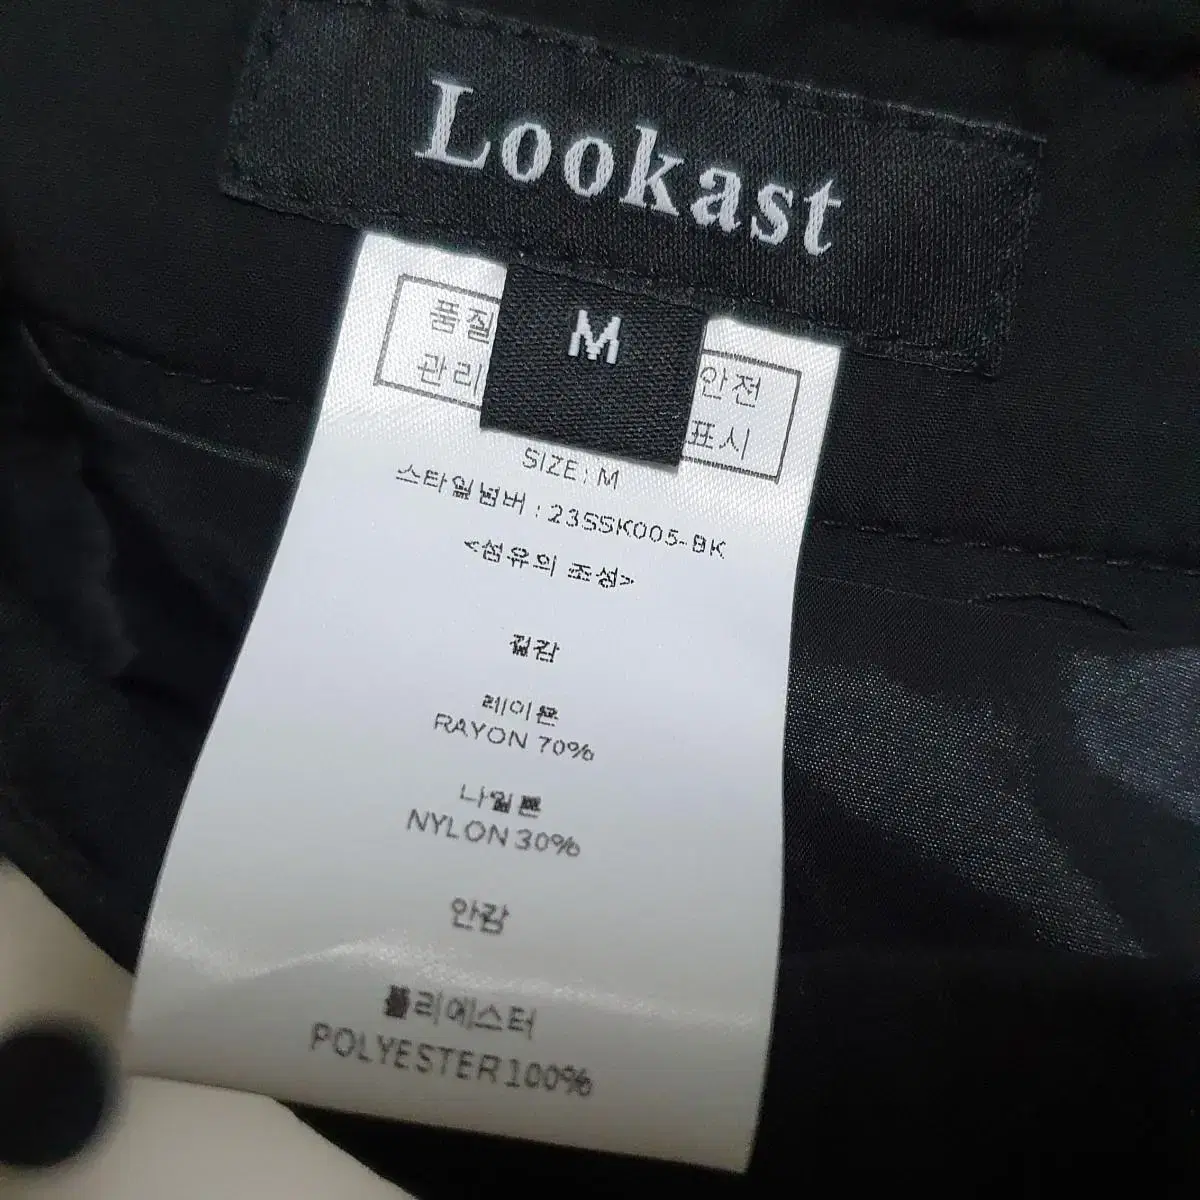 Lookast
M
품질 안전
관리 표시
SIZE: M
스타일넘버 : 23SSK005-BK
<섬유의 조성>
겉감
레이온
RAYON 70%
나일론
NYLON 30%
안감
폴리에스터
POLYESTER 100%